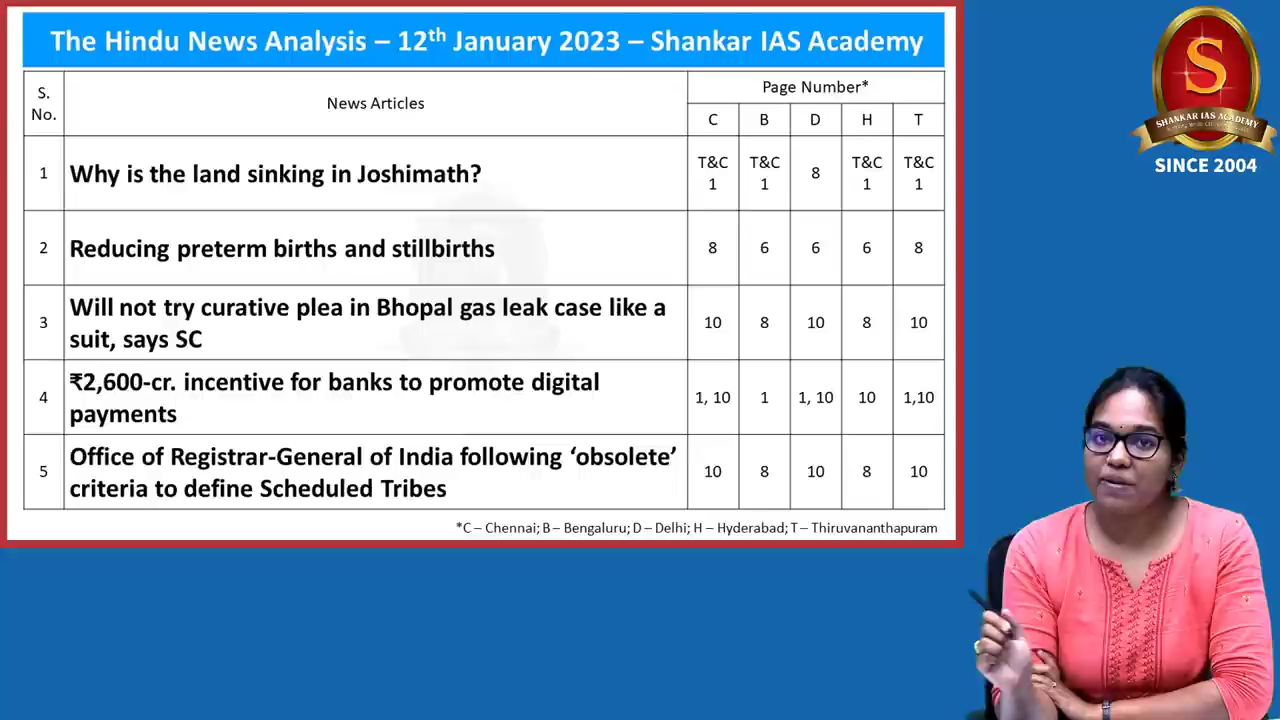 The Hindu News Analysis – 12th January 2023 – Shankar IAS Academy
S. No.
News Articles
Page Number*
C B D H T
1 Why is the land sinking in Joshimath? T&C 1 T&C 1 8 T&C 1 T&C 1
2 Reducing preterm births and stillbirths 8 6 6 6 8
3 Will not try curative plea in Bhopal gas leak case like a
suit, says SC 10 8 10 8 10
4 ₹2,600-cr. incentive for banks to promote digital
payments 1, 10 1 1, 10 10 1,10
5 Office of Registrar-General of India following ‘obsolete’
criteria to define Scheduled Tribes 10 8 10 8 10
*C – Chennai; B – Bengaluru; D – Delhi; H – Hyderabad; T – Thiruvananthapuram
S
SHANKAR IAS ACADEMY
SINCE 2004